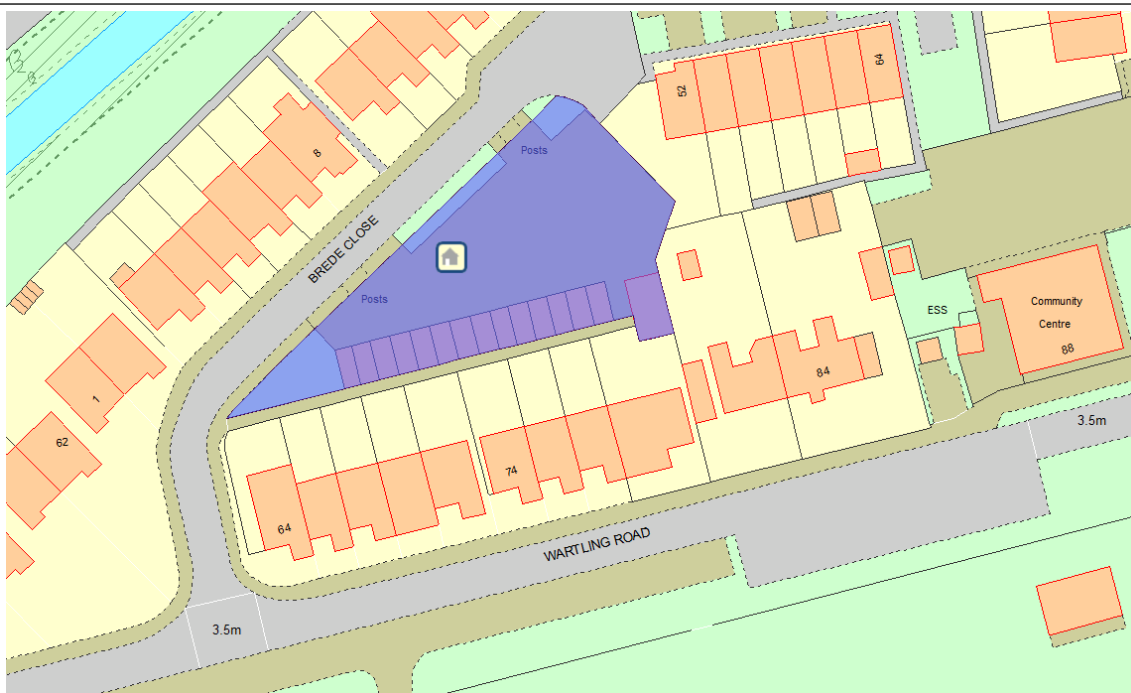 52
64
8
Posts
BREDE CLOSE
Posts
ESS
Community
Centre
88
1
84
3.5m
62
74
64
WARTLING ROAD
3.5m